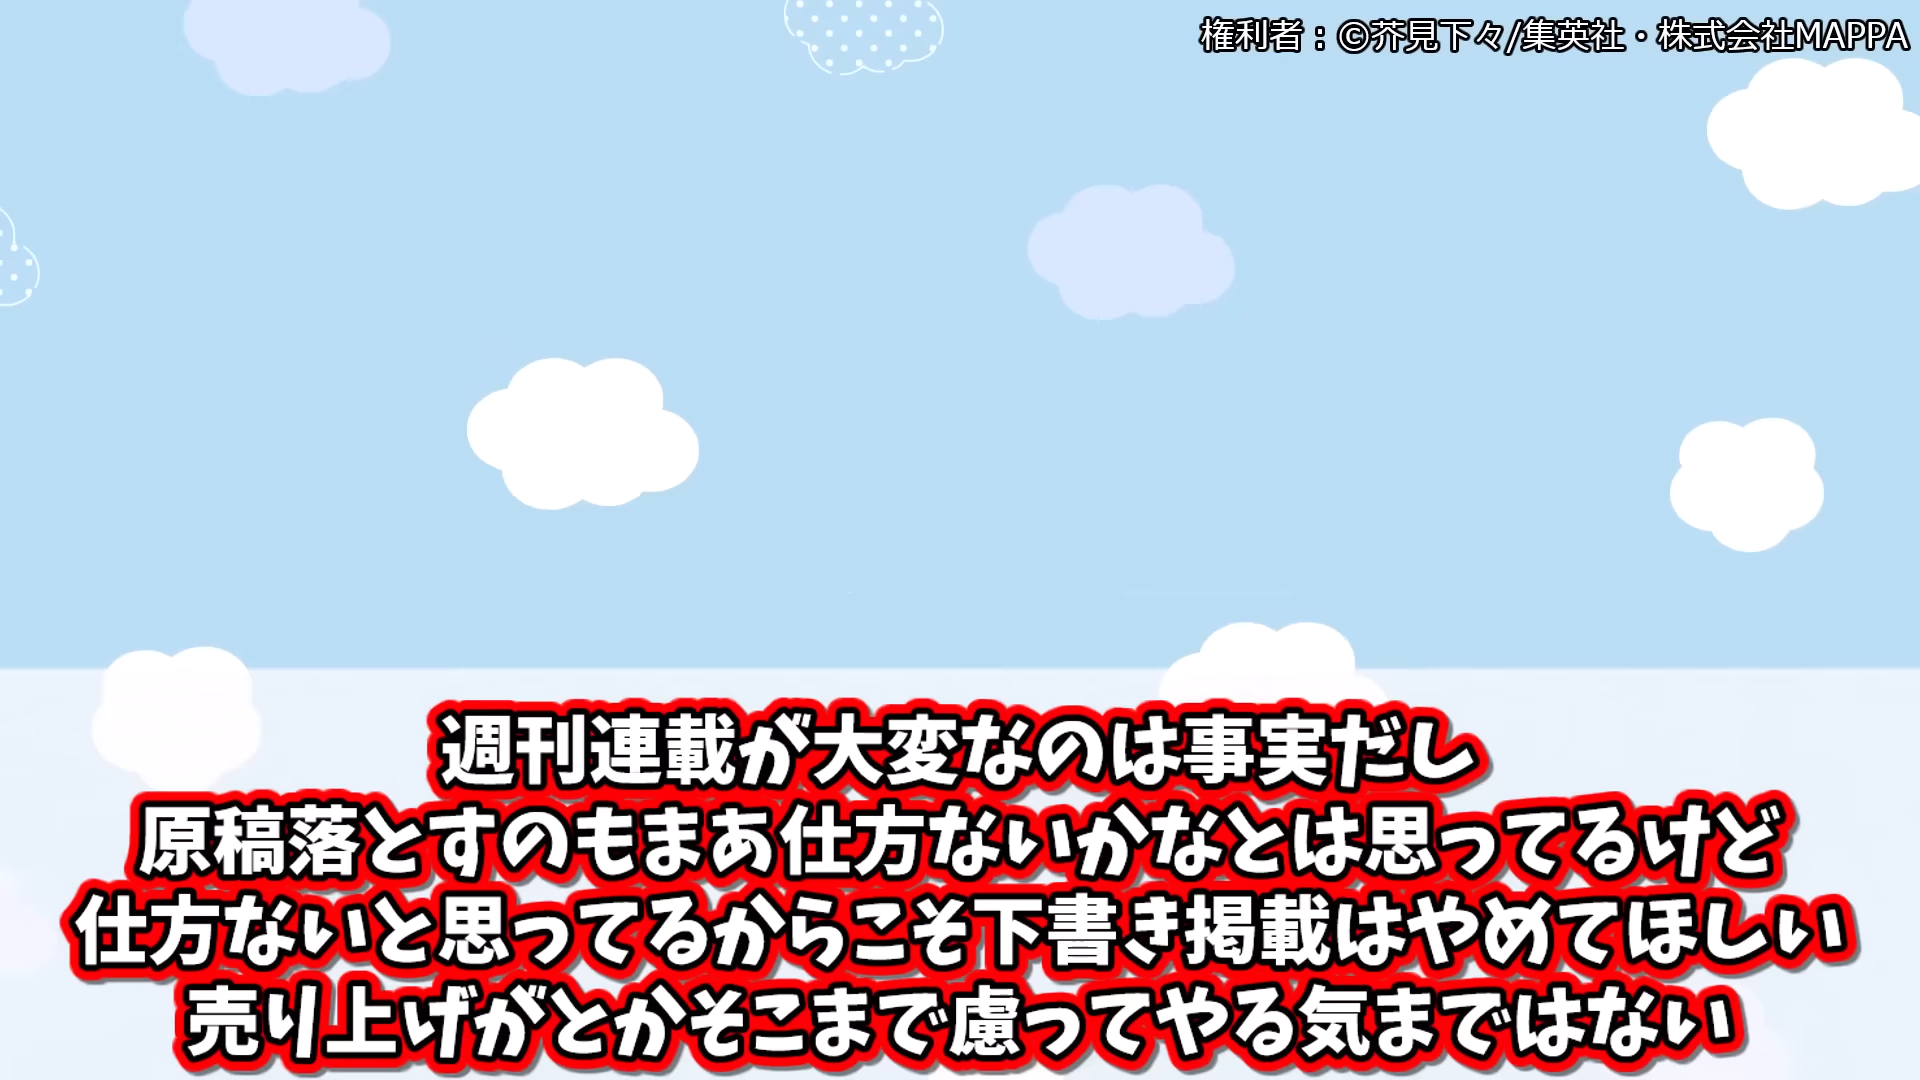 権利者：©芥見下々/集英社・株式会社MAPPA
週刊連載が大変なのは事実だし
原稿落とすのもまあ仕方ないかなとは思ってるけど
仕方ないと思ってるからこそ下書き掲載はやめてほしい
売り上げがとかそこまで慮ってやる気まではない